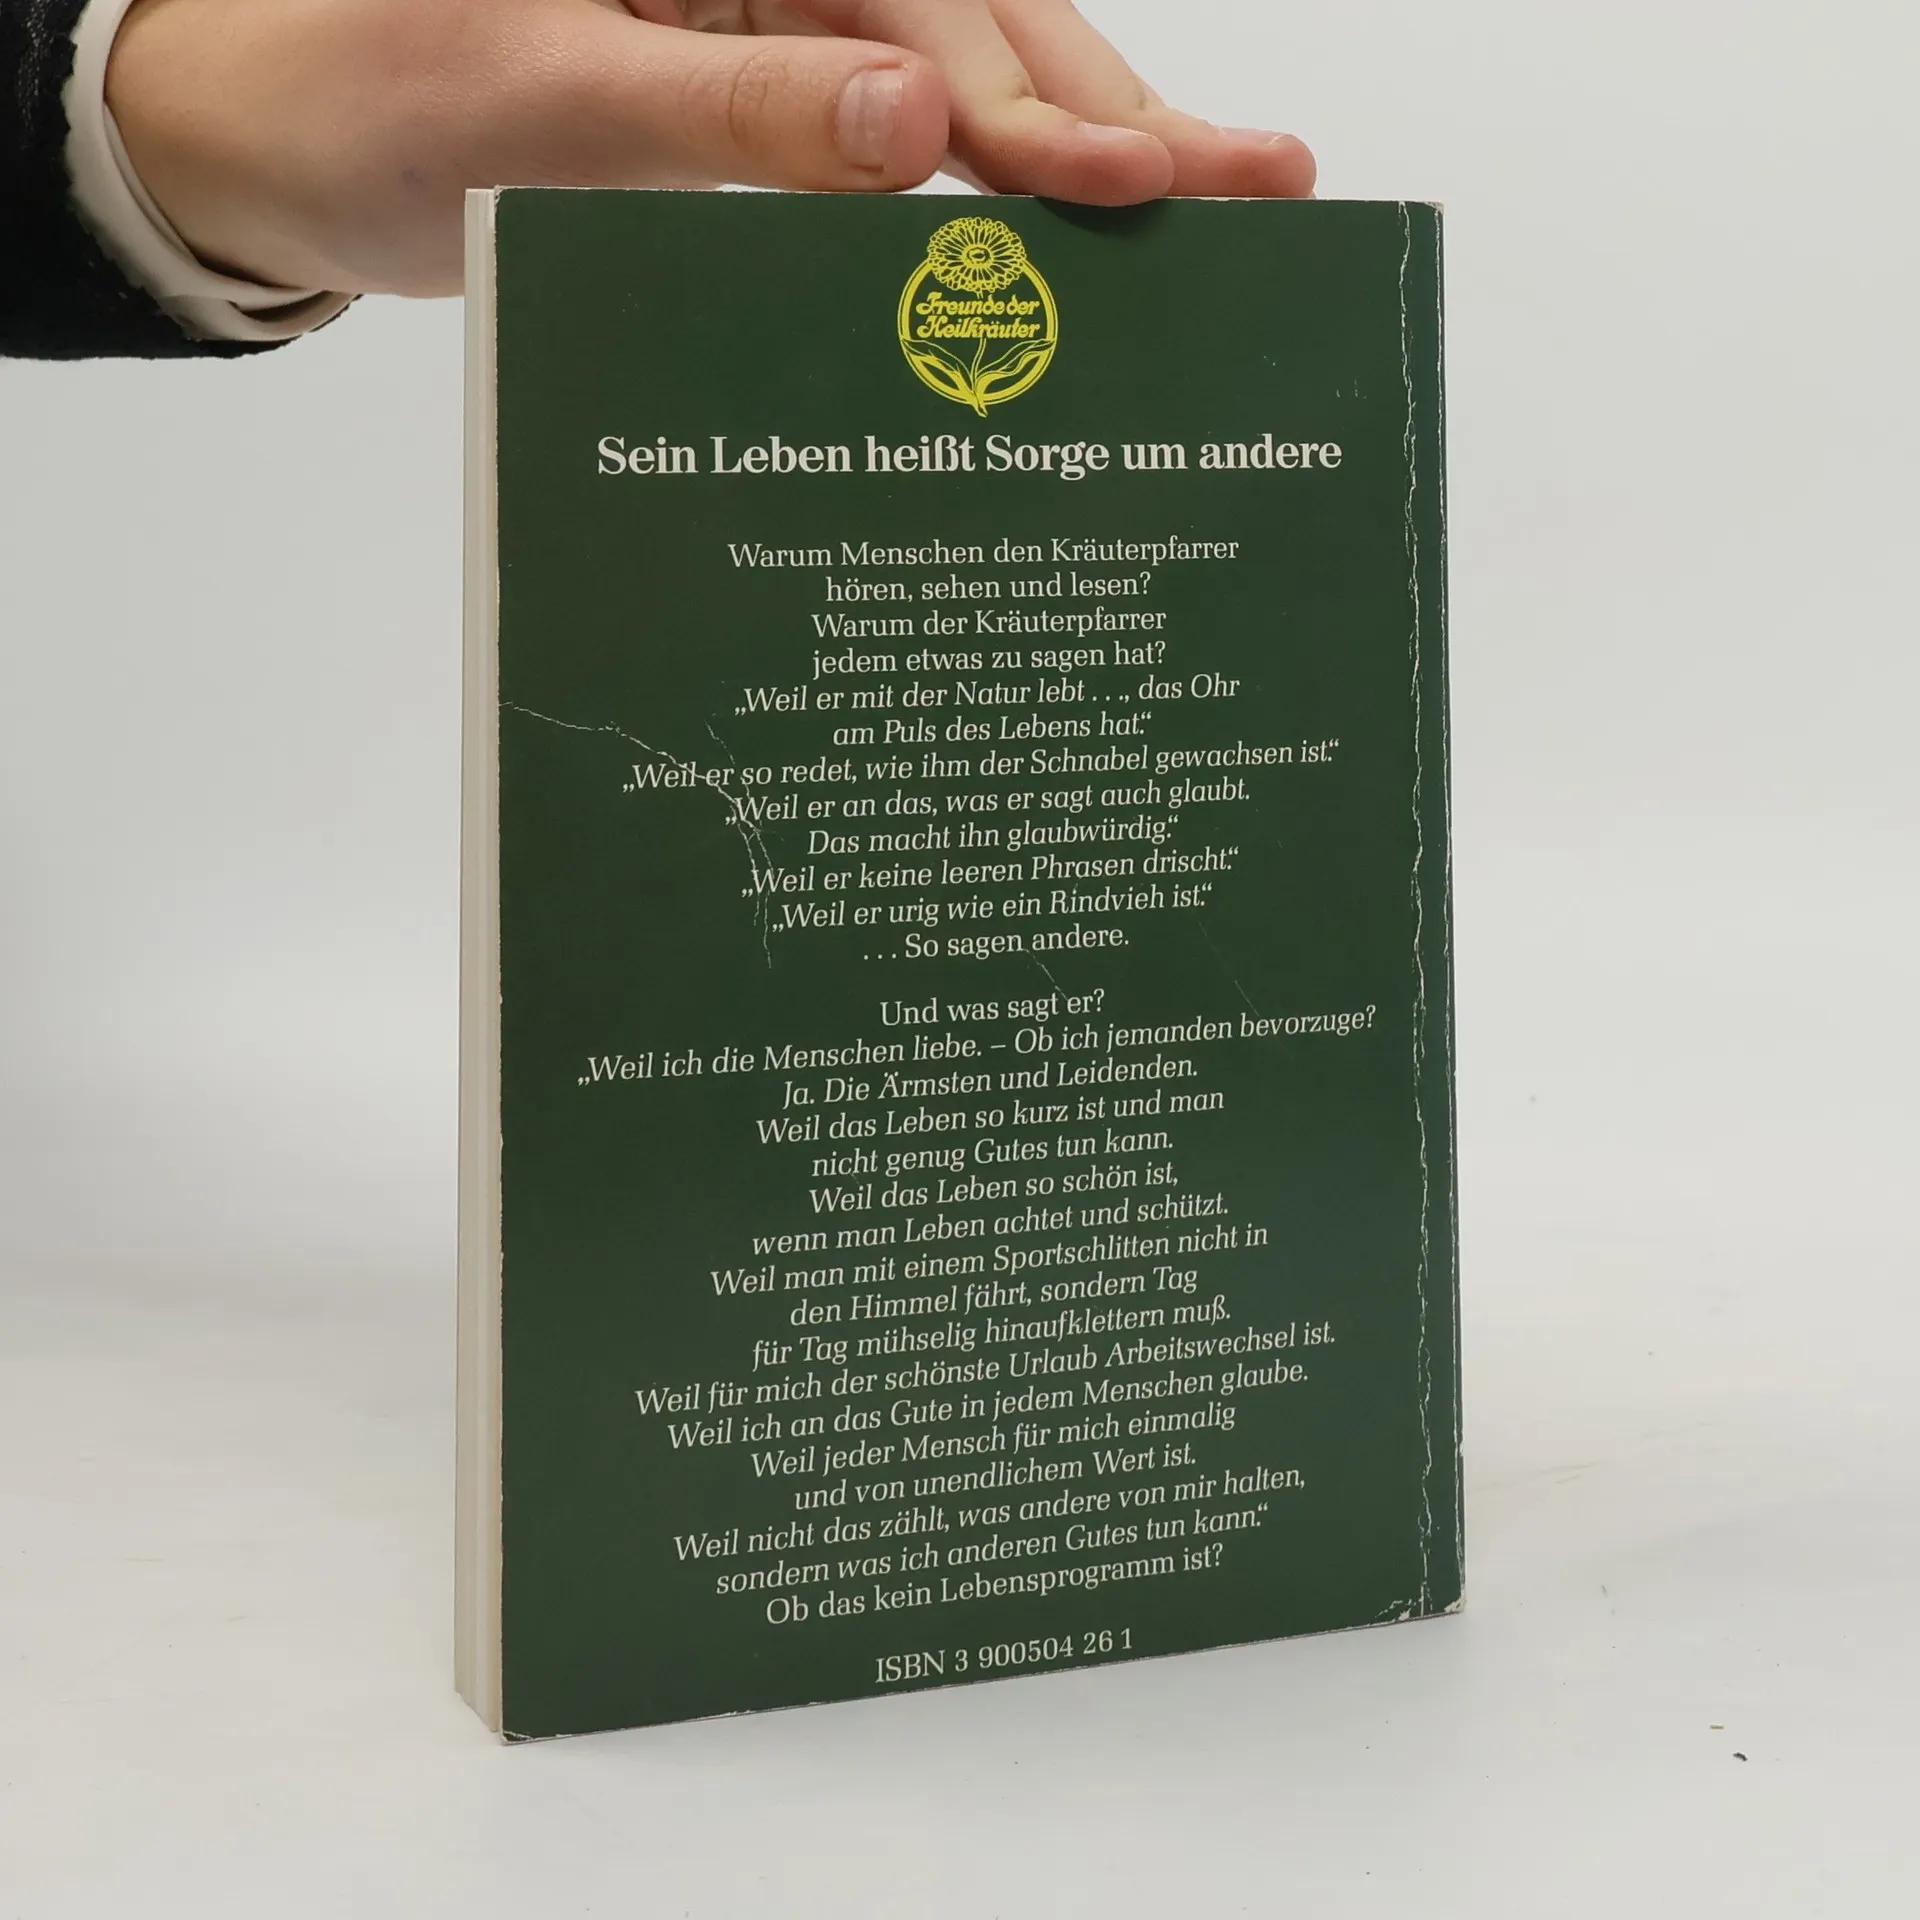 Freunde der
Heilkräuter
Sein Leben heißt Sorge um andere
Warum Menschen den Kräuterpfarrer
hören, sehen und lesen?
Warum der Kräuterpfarrer
jedem etwas zu sagen hat?
„Weil er mit der Natur lebt . . ., das Ohr
am Puls des Lebens hat.“
„Weil er so redet, wie ihm der Schnabel gewachsen ist.“
„Weil er an das, was er sagt auch glaubt.
Das macht ihn glaubwürdig.“
„Weil er keine leeren Phrasen drischt.“
„Weil er urig wie ein Rindvieh ist.“
. . . So sagen andere.
Und was sagt er?
„Weil ich die Menschen liebe. – Ob ich jemanden bevorzuge?
Ja. Die Ärmsten und Leidenden.
Weil das Leben so kurz ist und man
nicht genug Gutes tun kann.
Weil das Leben so schön ist,
wenn man Leben achtet und schützt.
Weil man mit einem Sportschlitten nicht in
den Himmel fährt, sondern Tag
für Tag mühselig hinaufklettern muß.
Weil für mich der schönste Urlaub Arbeitswechsel ist.
Weil ich an das Gute in jedem Menschen glaube.
Weil jeder Mensch für mich einmalig
und von unendlichem Wert ist.
Weil nicht das zählt, was andere von mir halten,
sondern was ich anderen Gutes tun kann.“
Ob das kein Lebensprogramm ist?
ISBN 3 900504 26 1